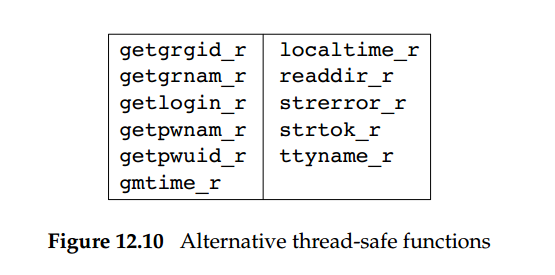 getgrgid_r localtime_r
getgrnam_r readdir_r
getlogin_r strerror_r
getpwnam_r strtok_r
getpwuid_r ttyname_r
gmtime_r
Figure 12.10 Alternative thread-safe functions